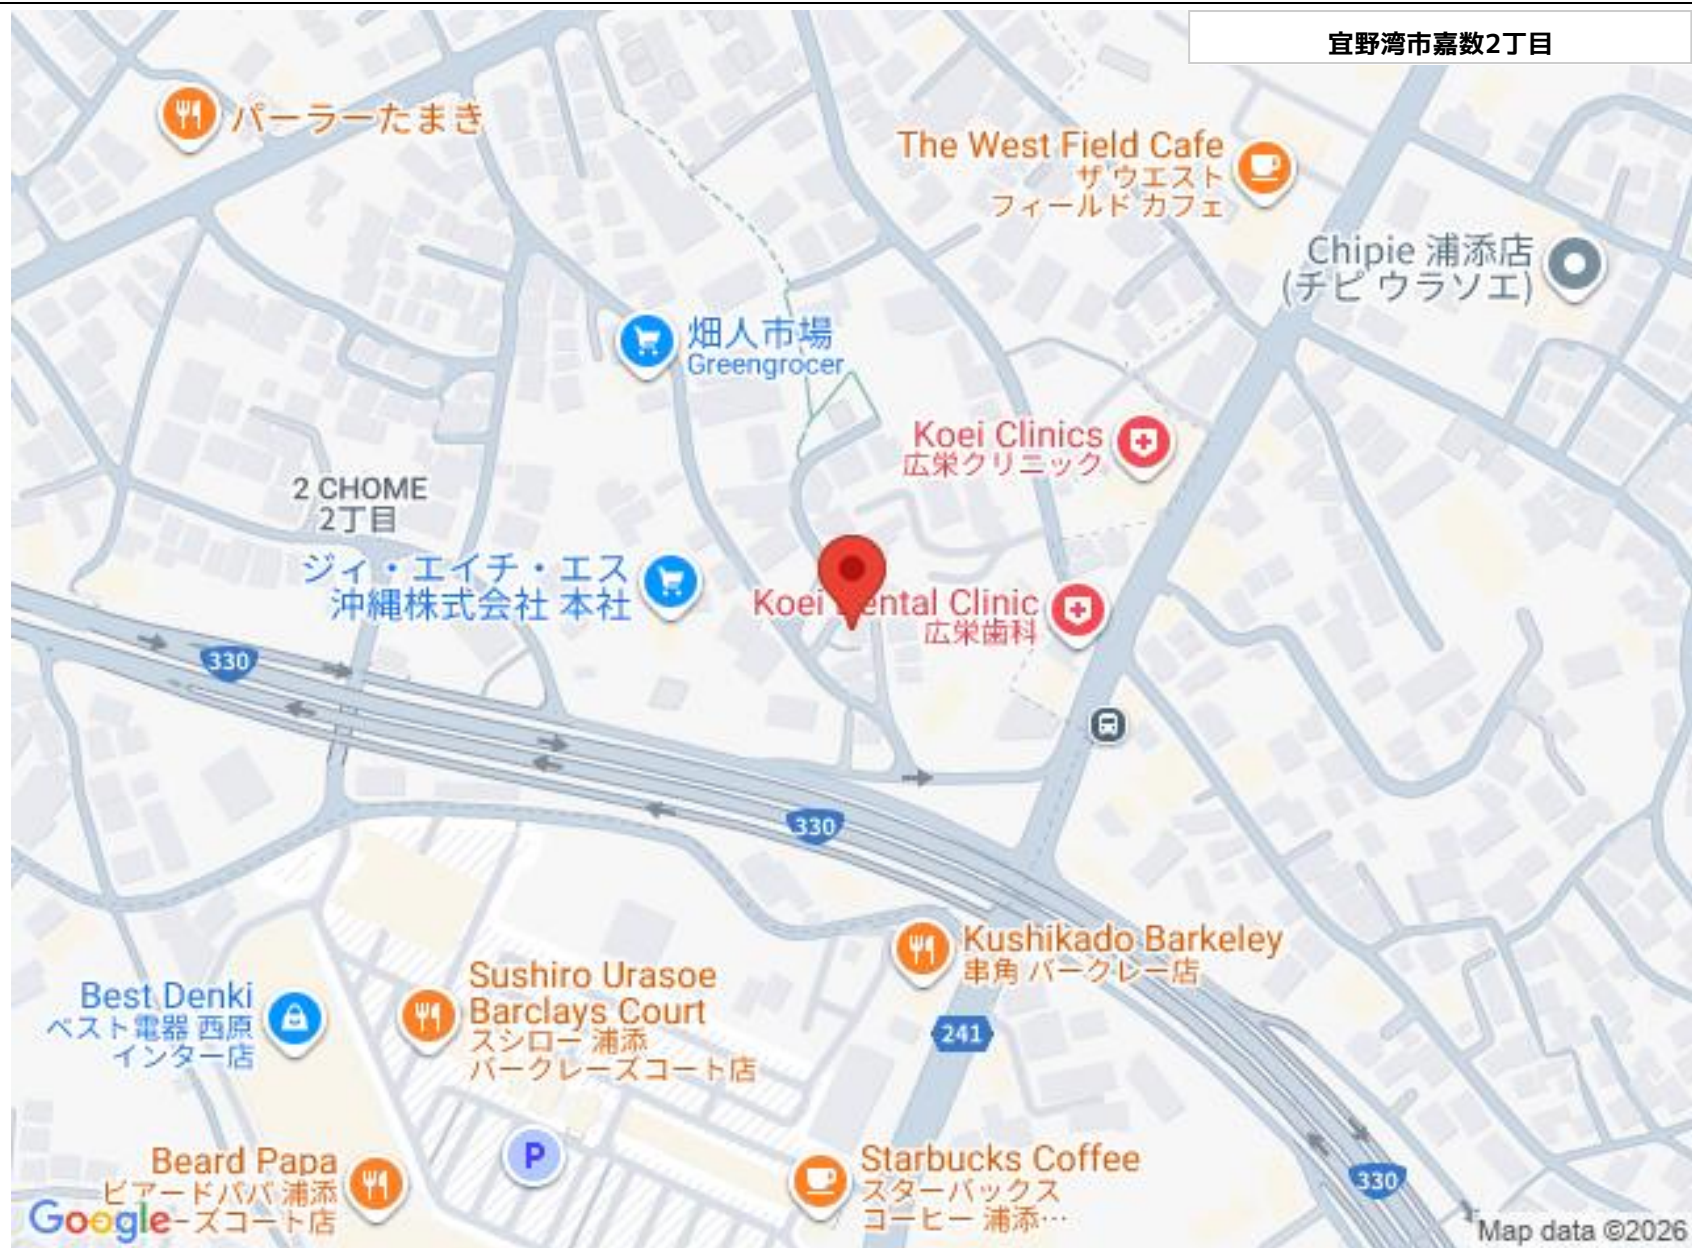 宜野湾市嘉数2丁目
パーラーたまき
The West Field Cafe
ザ ウエスト
フィールド カフェ
Chipie 浦添店
(チピ ウラソエ)
畑人市場
Greengrocer
Koei Clinics
広栄クリニック
2 CHOME
2丁目
ジィ・エイチ・エス
沖縄株式会社 本社
Koei Dental Clinic
広栄歯科
330
330
Kushikado Barkeley
串角 バークレー店
Sushiro Urasoe
Barclays Court
スシロー 浦添
バークレーズコート店
Best Denki
ベスト電器 西原
インター店
241
Beard Papa
ビアードパパ 浦添
ーズコート店
P
Starbucks Coffee
スターバックス
コーヒー 浦添…
330
Google
Map data ©2026